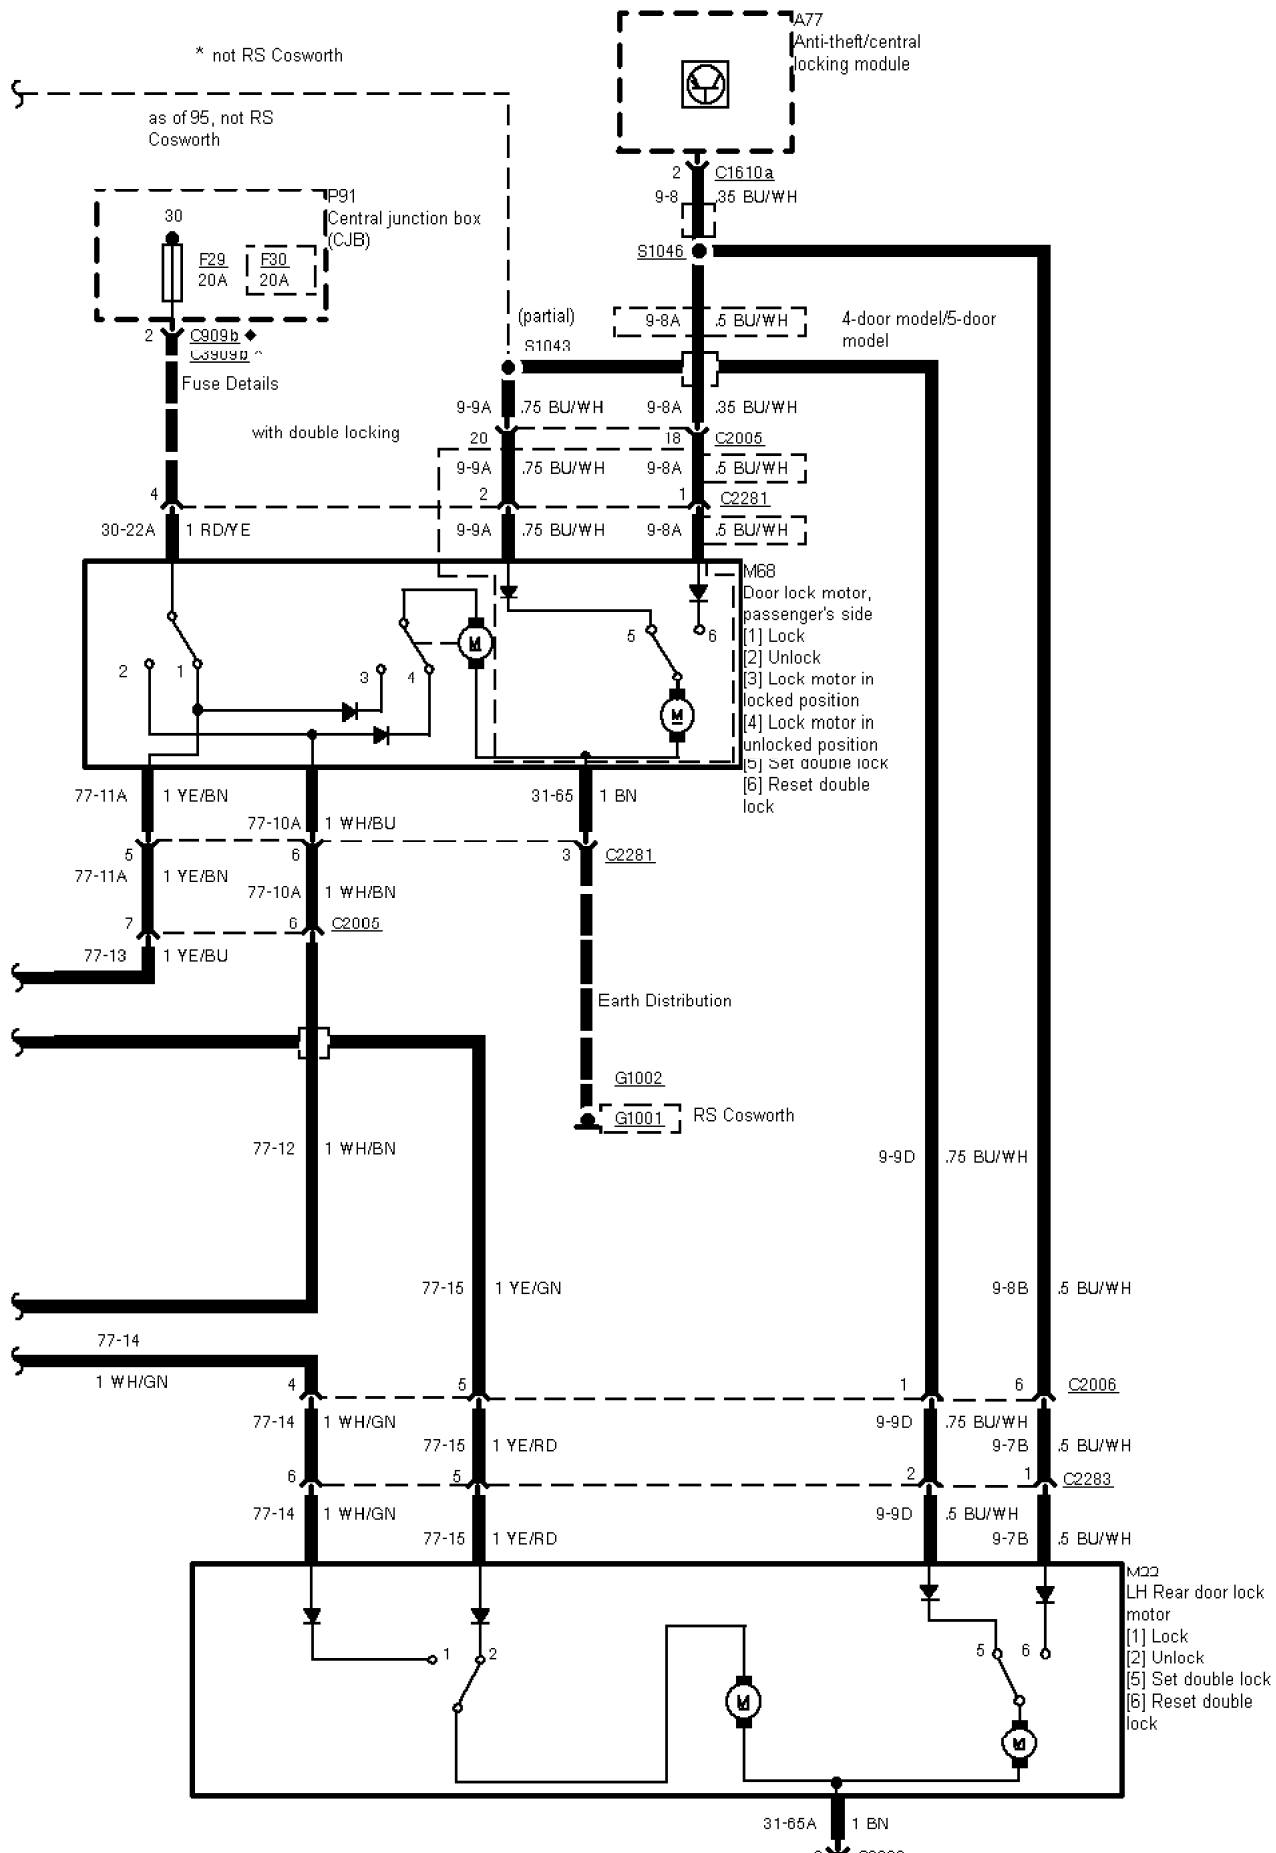 * not RS Cosworth
as of 95, not RS
Cosworth
A77
Anti-theft/central
locking module
2 C1610a
9-8 .35 BU/WH
P91
Central junction box
(CJB)
30
F29
20A
F30
20A
S1046
(partial)
S1043
9-8A .5 BU/WH
4-door model/5-door
model
2 C909b ◆
C3909b *
Fuse Details
9-9A .75 BU/WH
9-8A .35 BU/WH
with double locking
20 18 C2005
9-9A .75 BU/WH
9-8A .5 BU/WH
4 2 1 C2281
30-22A 1 RD/YE
9-9A .75 BU/WH
9-8A .5 BU/WH
M68
Door lock motor,
passenger's side
[1] Lock
[2] Unlock
[3] Lock motor in
locked position
[4] Lock motor in
unlocked position
[5] Set double lock
[6] Reset double
lock
2 1 3 4 M 5 6
M
77-11A 1 YE/BN
31-65 1 BN
77-10A 1 WH/BU
5 6 3 C2281
77-11A 1 YE/BN
77-10A 1 WH/BN
7 6 C2005
77-13 1 YE/BU
Earth Distribution
G1002
G1001 RS Cosworth
77-12 1 WH/BN
9-9D .75 BU/WH
77-15 1 YE/GN
9-8B .5 BU/WH
77-14
1 WH/GN
4 5 1 6 C2006
77-14 1 WH/GN
9-9D .75 BU/WH
77-15 1 YE/RD
9-7B .5 BU/WH
6 5 2 1 C2283
77-14 1 WH/GN
9-9D .5 BU/WH
77-15 1 YE/RD
9-7B .5 BU/WH
M22
LH Rear door lock
motor
[1] Lock
[2] Unlock
[5] Set double lock
[6] Reset double
lock
1 2 5 6
M
M
31-65A 1 BN